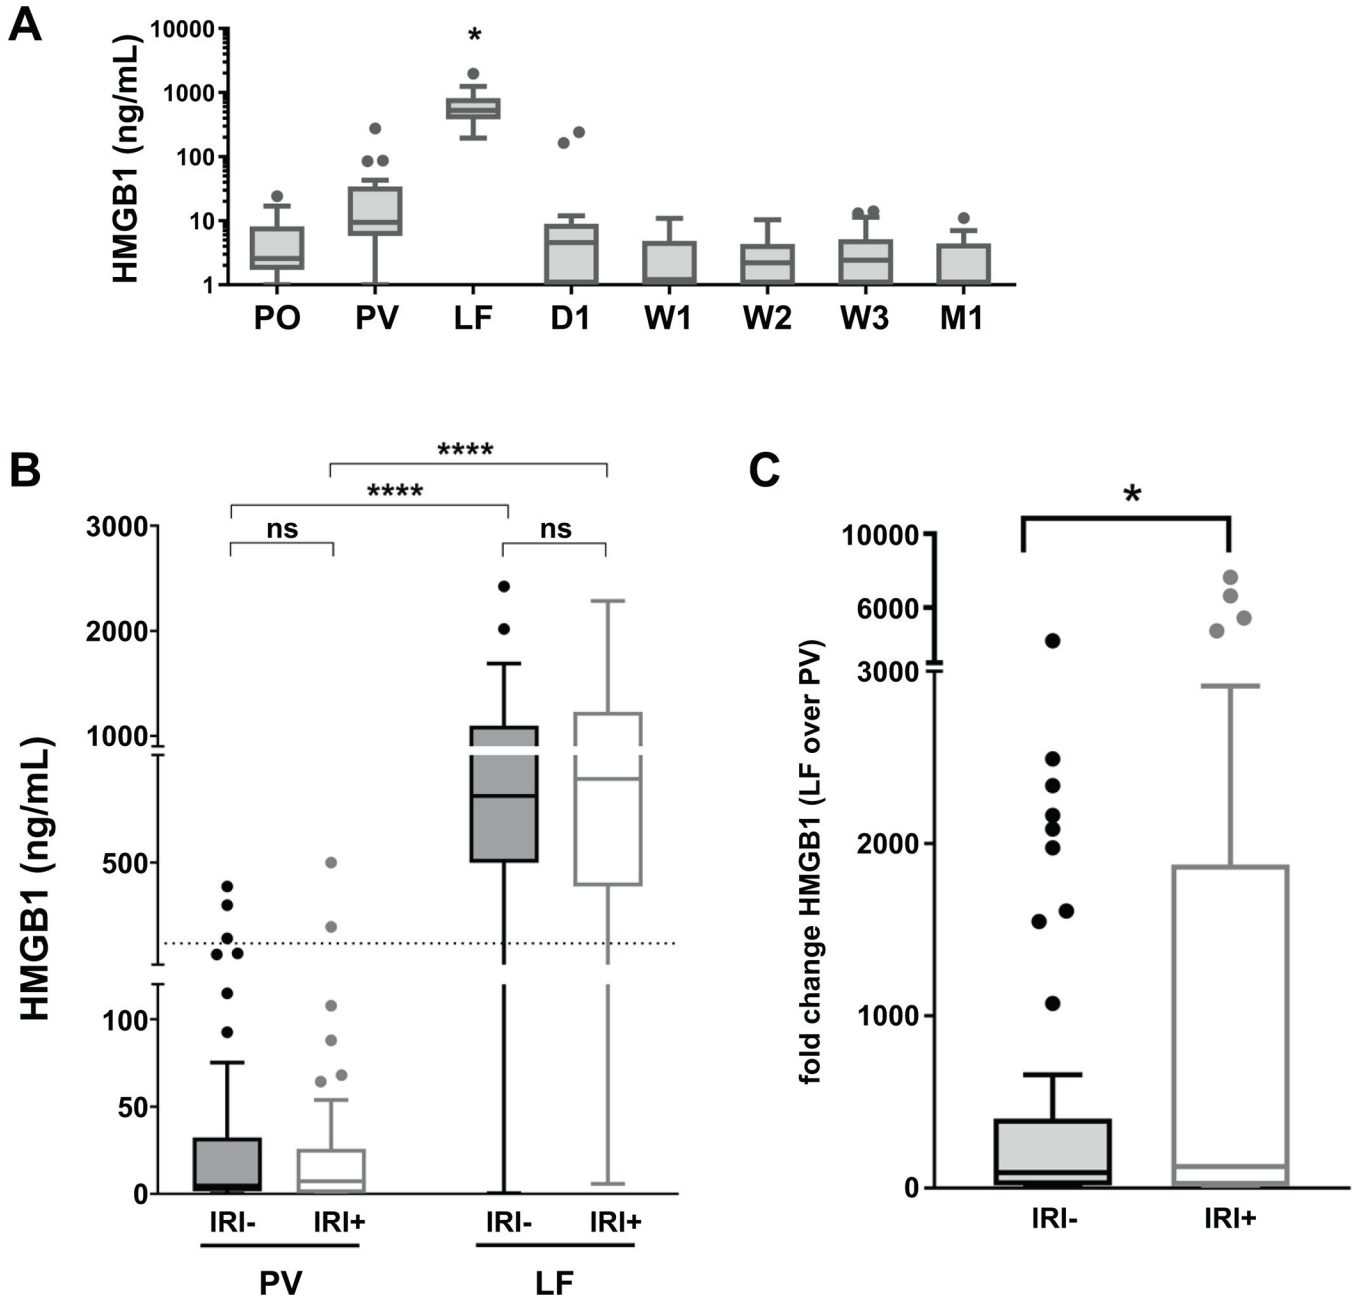 A
HMGB1 (ng/mL)
10000
1000
100
10
1
*
PO PV LF D1 W1 W2 W3 M1
B
HMGB1 (ng/mL)
3000
2000
1000
500
100
50
0
****
****
ns
ns
IRI- IRI+ IRI- IRI+
PV LF
C
fold change HMGB1 (LF over PV)
10000
6000
3000
2000
1000
0
*
IRI- IRI+